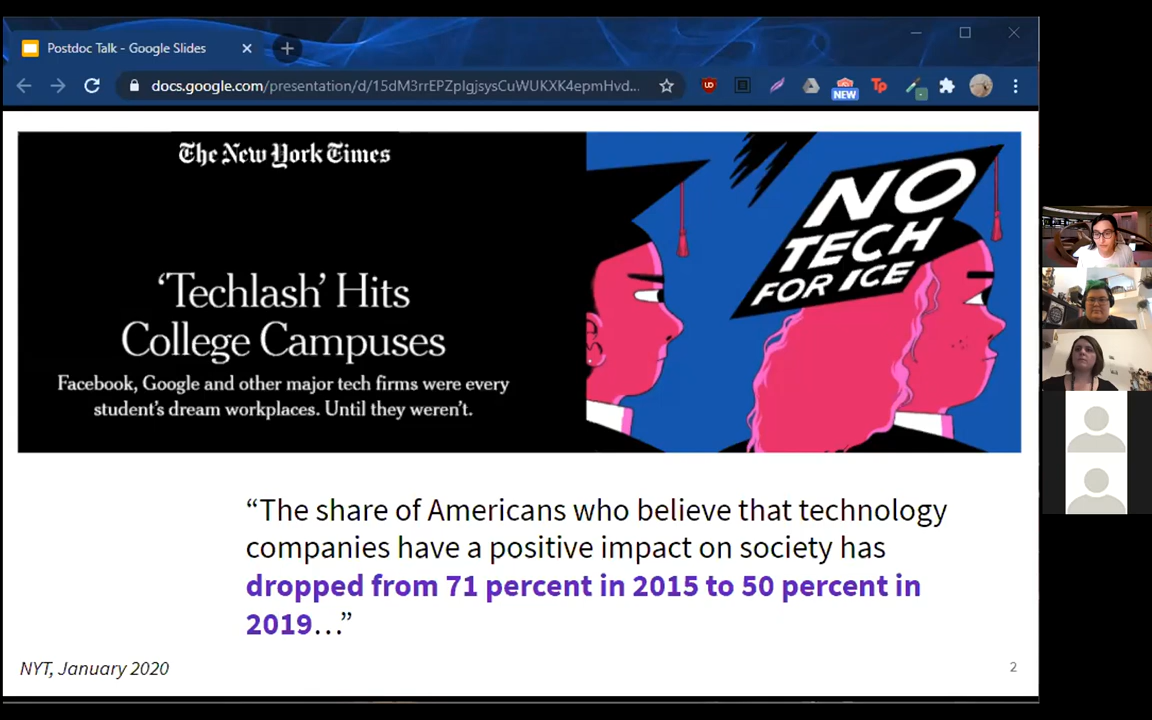 Postdoc Talk - Google Slides
docs.google.com/presentation/d/15dM3rrEPZplgjsysCuWUKXK4epmHvd...
UD
NEW
Tp
The New York Times
‘Techlash’ Hits
College Campuses
Facebook, Google and other major tech firms were every
student’s dream workplaces. Until they weren’t.
NO
TECH
FOR ICE
“The share of Americans who believe that technology
companies have a positive impact on society has
dropped from 71 percent in 2015 to 50 percent in
2019…”
NYT, January 2020
2